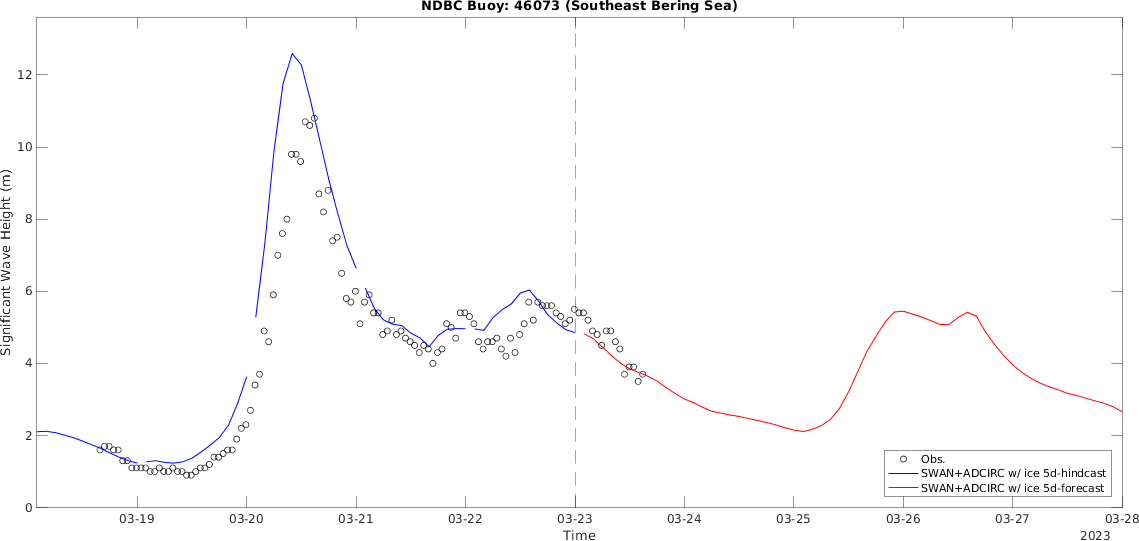 NDBC Buoy: 46073 (Southeast Bering Sea)
Significant Wave Height (m)
12
10
8
6
4
2
0
Obs.
SWAN+ADCIRC w/ ice 5d-hindcast
SWAN+ADCIRC w/ ice 5d-forecast
03-19 03-20 03-21 03-22 03-23 03-24 03-25 03-26 03-27 03-28
Time
2023